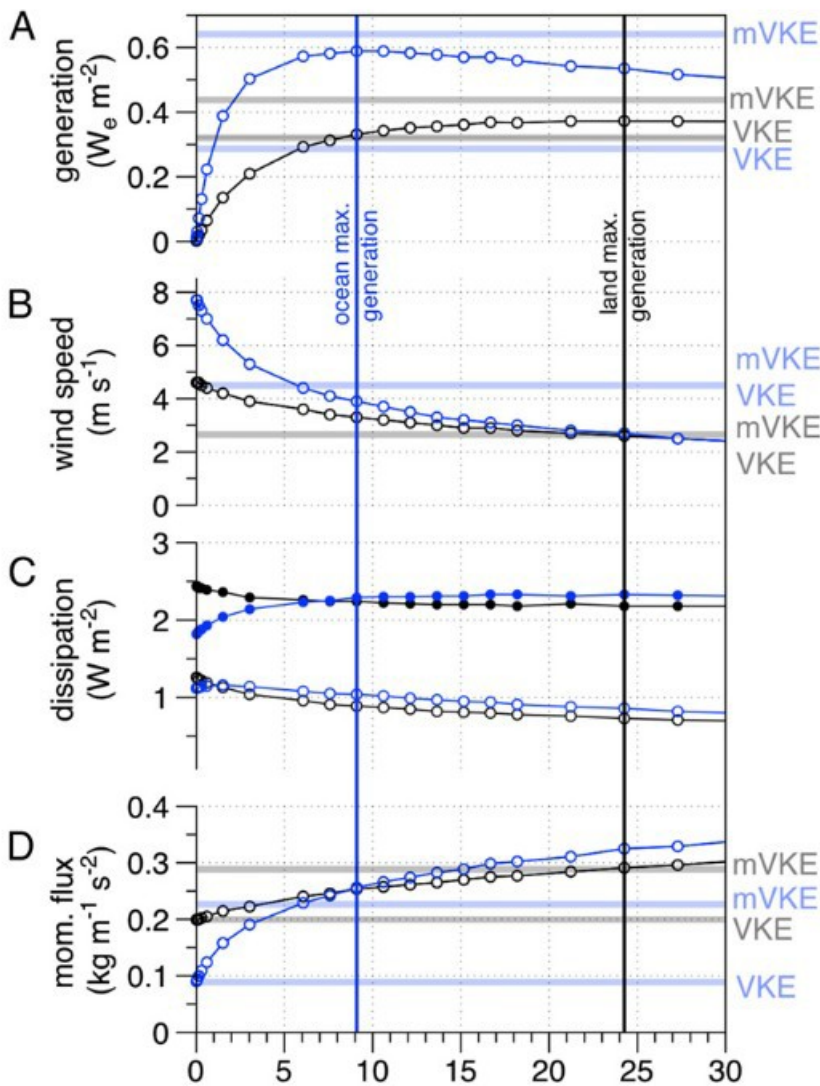 A
generation
(Wₑ m⁻²)
0.6
0.4
0.2
0
mVKE
mVKE
VKE
VKE
ocean max.
generation
land max.
generation
B
wind speed
(m s⁻¹)
8
6
4
2
0
mVKE
VKE
mVKE
VKE
C
dissipation
(W m⁻²)
3
2
1
D
mom. flux
(kg m⁻¹ s⁻²)
0.4
0.3
0.2
0.1
0
mVKE
mVKE
VKE
VKE
0 5 10 15 20 25 30